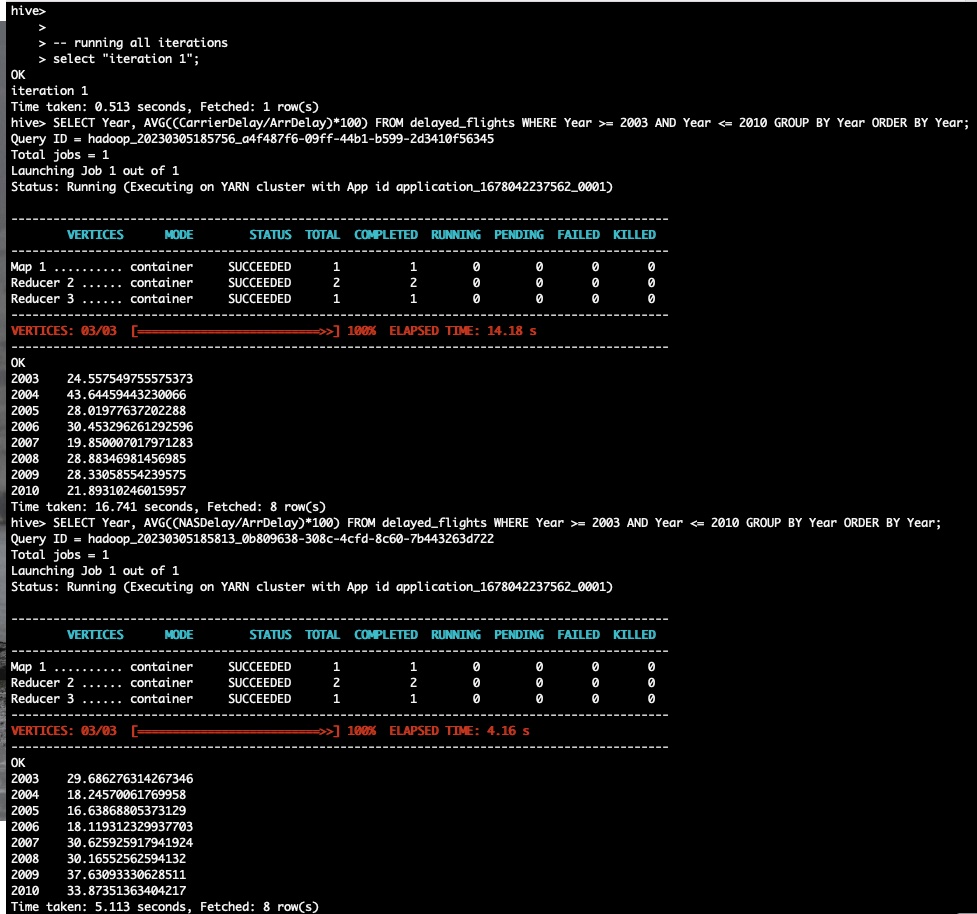 hive>
    >
    > -- running all iterations
    > select "iteration 1";
OK
iteration 1
Time taken: 0.513 seconds, Fetched: 1 row(s)
hive> SELECT Year, AVG((CarrierDelay/ArrDelay)*100) FROM delayed_flights WHERE Year >= 2003 AND Year <= 2010 GROUP BY Year ORDER BY Year;
Query ID = hadoop_20230305185756_a4f487f6-09ff-44b1-b599-2d3410f56345
Total jobs = 1
Launching Job 1 out of 1
Status: Running (Executing on YARN cluster with App id application_1678042237562_0001)
----------------------------------------------------------------------------------------------
        VERTICES      MODE        STATUS  TOTAL  COMPLETED  RUNNING  PENDING  FAILED  KILLED
----------------------------------------------------------------------------------------------
Map 1 .......... container     SUCCEEDED      1          1        0        0       0       0
Reducer 2 ...... container     SUCCEEDED      2          2        0        0       0       0
Reducer 3 ...... container     SUCCEEDED      1          1        0        0       0       0
----------------------------------------------------------------------------------------------
VERTICES: 03/03  [==========================>>] 100%  ELAPSED TIME: 14.18 s
----------------------------------------------------------------------------------------------
OK
2003    24.557549755575373
2004    43.64459443230066
2005    28.01977637202288
2006    30.453296261292596
2007    19.850007017971283
2008    28.88346981456985
2009    28.33058554239575
2010    21.89310246015957
Time taken: 16.741 seconds, Fetched: 8 row(s)
hive> SELECT Year, AVG((NASDelay/ArrDelay)*100) FROM delayed_flights WHERE Year >= 2003 AND Year <= 2010 GROUP BY Year ORDER BY Year;
Query ID = hadoop_20230305185813_0b809638-308c-4cfd-8c60-7b443263d722
Total jobs = 1
Launching Job 1 out of 1
Status: Running (Executing on YARN cluster with App id application_1678042237562_0001)
----------------------------------------------------------------------------------------------
        VERTICES      MODE        STATUS  TOTAL  COMPLETED  RUNNING  PENDING  FAILED  KILLED
----------------------------------------------------------------------------------------------
Map 1 .......... container     SUCCEEDED      1          1        0        0       0       0
Reducer 2 ...... container     SUCCEEDED      2          2        0        0       0       0
Reducer 3 ...... container     SUCCEEDED      1          1        0        0       0       0
----------------------------------------------------------------------------------------------
VERTICES: 03/03  [==========================>>] 100%  ELAPSED TIME: 4.16 s
----------------------------------------------------------------------------------------------
OK
2003    29.686276314267346
2004    18.24570061769958
2005    16.63868805373129
2006    18.119312329937703
2007    30.625925917941924
2008    30.16552562594132
2009    37.63093330628511
2010    33.87351363404217
Time taken: 5.113 seconds, Fetched: 8 row(s)